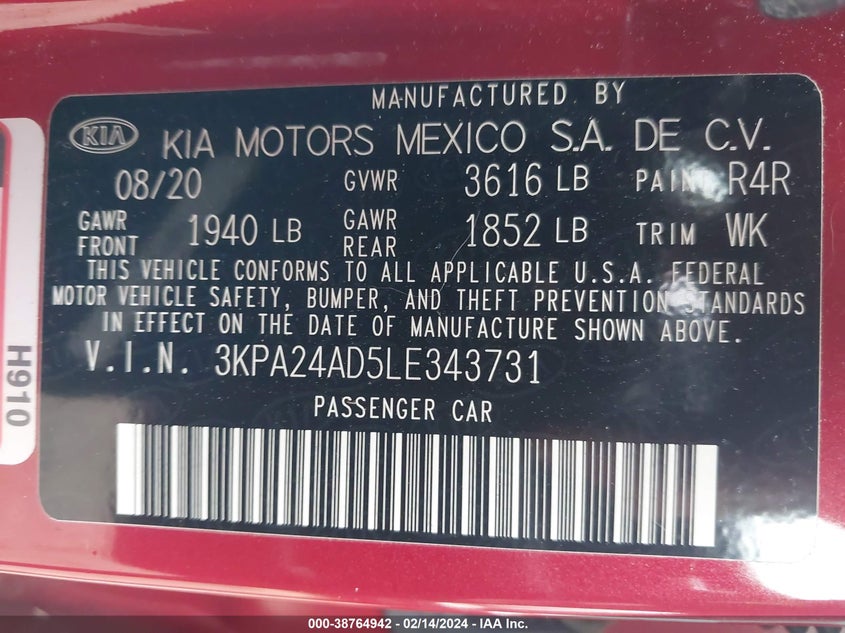 MANUFACTURED BY
KIA KIA MOTORS MEXICO S.A. DE C.V.
08/20 GVWR 3616 LB PAINT R4R
GAWR FRONT 1940 LB GAWR REAR 1852 LB TRIM WK
THIS VEHICLE CONFORMS TO ALL APPLICABLE U.S.A. FEDERAL
MOTOR VEHICLE SAFETY, BUMPER, AND THEFT PREVENTION STANDARDS
IN EFFECT ON THE DATE OF MANUFACTURE SHOWN ABOVE.
V.I.N. 3KPA24AD5LE343731
PASSENGER CAR
H910
000-38764942 - 02/14/2024 - IAA Inc.